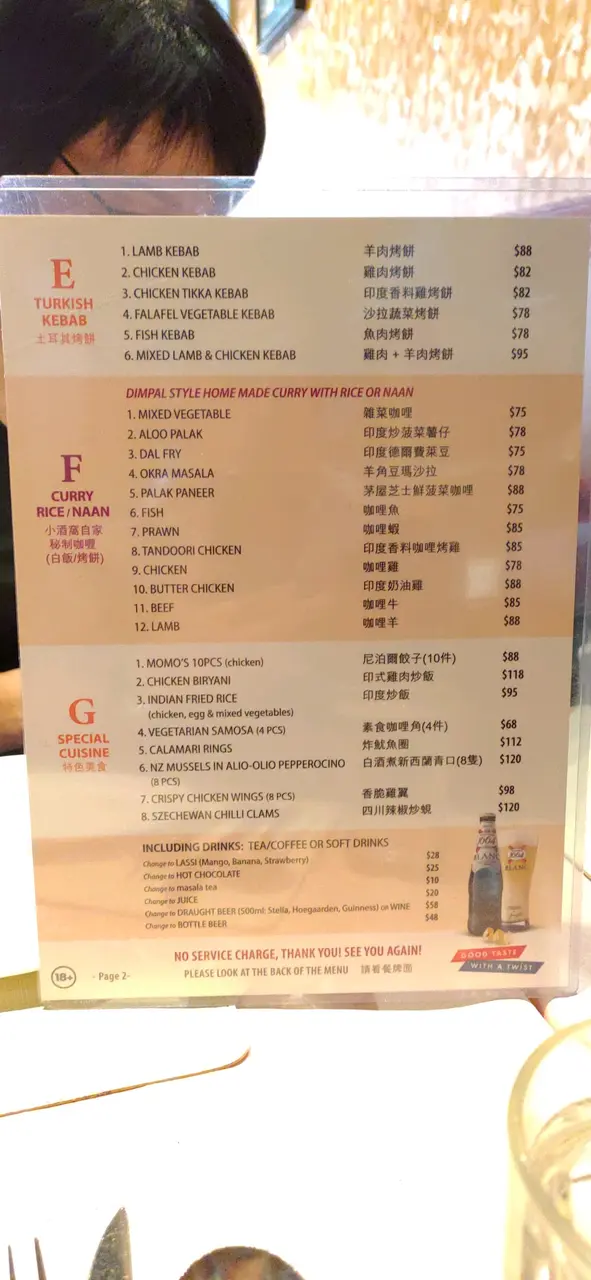 E
TURKISH
KEBAB
土耳其烤餅
1. LAMB KEBAB 羊肉烤餅 $88
2. CHICKEN KEBAB 雞肉烤餅 $82
3. CHICKEN TIKKA KEBAB 印度香料雞烤餅 $82
4. FALAFEL VEGETABLE KEBAB 沙拉蔬菜烤餅 $78
5. FISH KEBAB 魚肉烤餅 $78
6. MIXED LAMB & CHICKEN KEBAB 雞肉 + 羊肉烤餅 $95
DIMPAL STYLE HOME MADE CURRY WITH RICE OR NAAN
F
CURRY
RICE / NAAN
小酒窩自家
秘制咖喱
(白飯/烤餅)
1. MIXED VEGETABLE 雜菜咖哩 $75
2. ALOO PALAK 印度炒菠菜薯仔 $78
3. DAL FRY 印度德爾費萊豆 $75
4. OKRA MASALA 羊角豆瑪沙拉 $78
5. PALAK PANEER 茅屋芝士鮮菠菜咖哩 $88
6. FISH 咖哩魚 $75
7. PRAWN 咖哩蝦 $85
8. TANDOORI CHICKEN 印度香料咖哩烤雞 $85
9. CHICKEN 咖哩雞 $78
10. BUTTER CHICKEN 印度奶油雞 $88
11. BEEF 咖哩牛 $85
12. LAMB 咖哩羊 $88
G
SPECIAL
CUISINE
特色美食
1. MOMO'S 10PCS (chicken) 尼泊爾餃子(10件) $88
2. CHICKEN BIRYANI 印式雞肉炒飯 $118
3. INDIAN FRIED RICE 印度炒飯 $95
(chicken, egg & mixed vegetables)
4. VEGETARIAN SAMOSA (4 PCS) 素食咖哩角(4件) $68
5. CALAMARI RINGS 炸魷魚圈 $112
6. NZ MUSSELS IN ALIO-OLIO PEPPEROCINO 白酒煮新西蘭青口(8隻) $120
(8 PCS)
7. CRISPY CHICKEN WINGS (8 PCS) 香脆雞翼 $98
8. SZECHEWAN CHILLI CLAMS 四川辣椒炒蜆 $120
INCLUDING DRINKS: TEA/COFFEE OR SOFT DRINKS
Change to LASSI (Mango, Banana, Strawberry) $28
Change to HOT CHOCOLATE $25
Change to masala tea $10
Change to JUICE $20
Change to DRAUGHT BEER (500ml: Stella, Hoegaarden, Guinness) or WINE $58
Change to BOTTLE BEER $48
1664
BLANC
1664
BLANC
NO SERVICE CHARGE, THANK YOU! SEE YOU AGAIN!
GOOD TASTE
WITH A TWIST
18+
- Page 2-
PLEASE LOOK AT THE BACK OF THE MENU 請看餐烤面